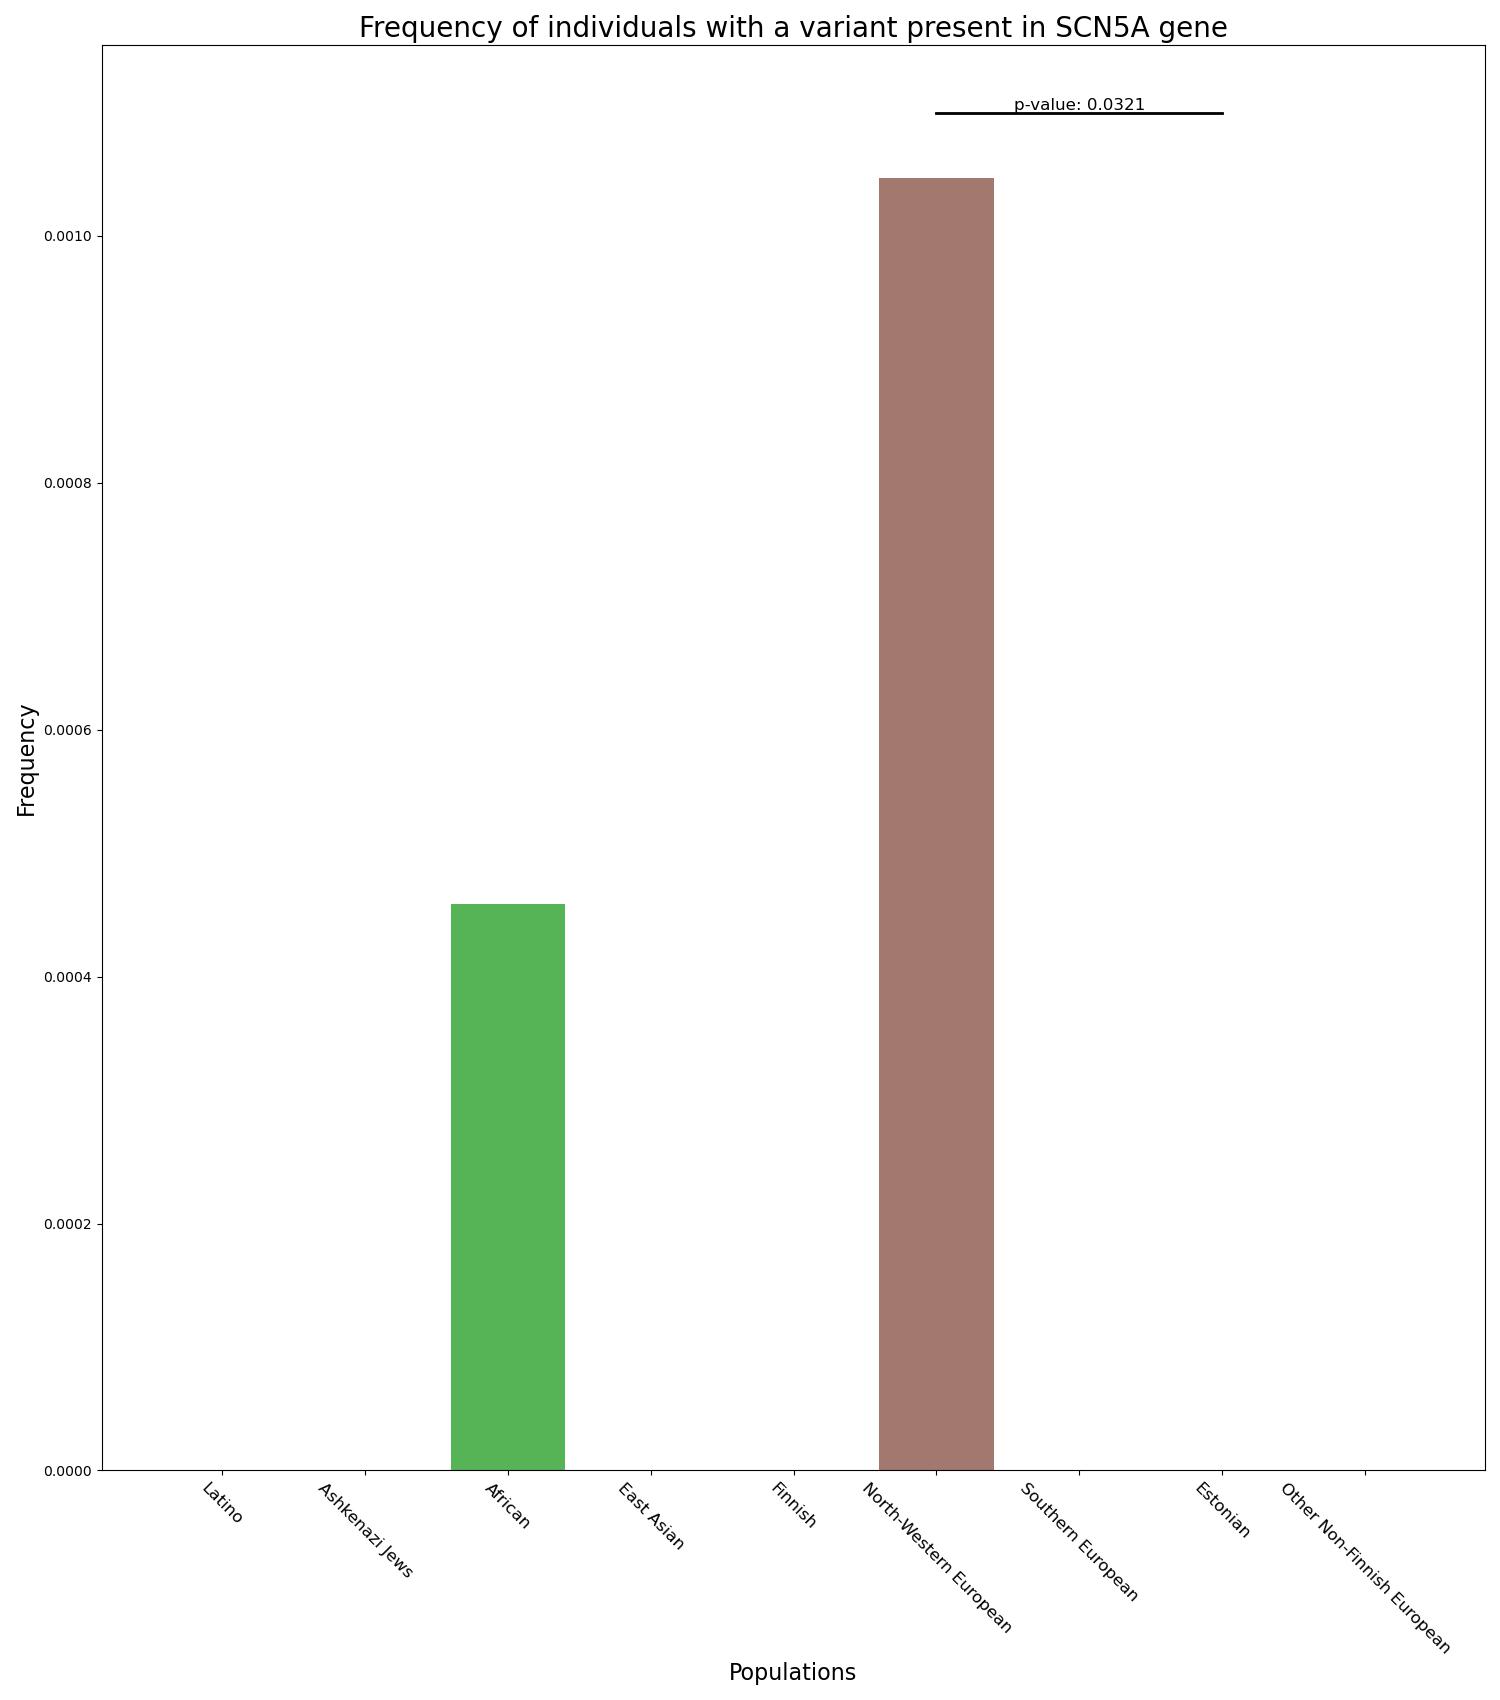 Frequency of individuals with a variant present in SCN5A gene
p-value: 0.0321
0.0010
0.0008
0.0006
0.0004
0.0002
0.0000
Frequency
Latino
Ashkenazi Jews
African
East Asian
Finnish
North-Western European
Southern European
Estonian
Other Non-Finnish European
Populations